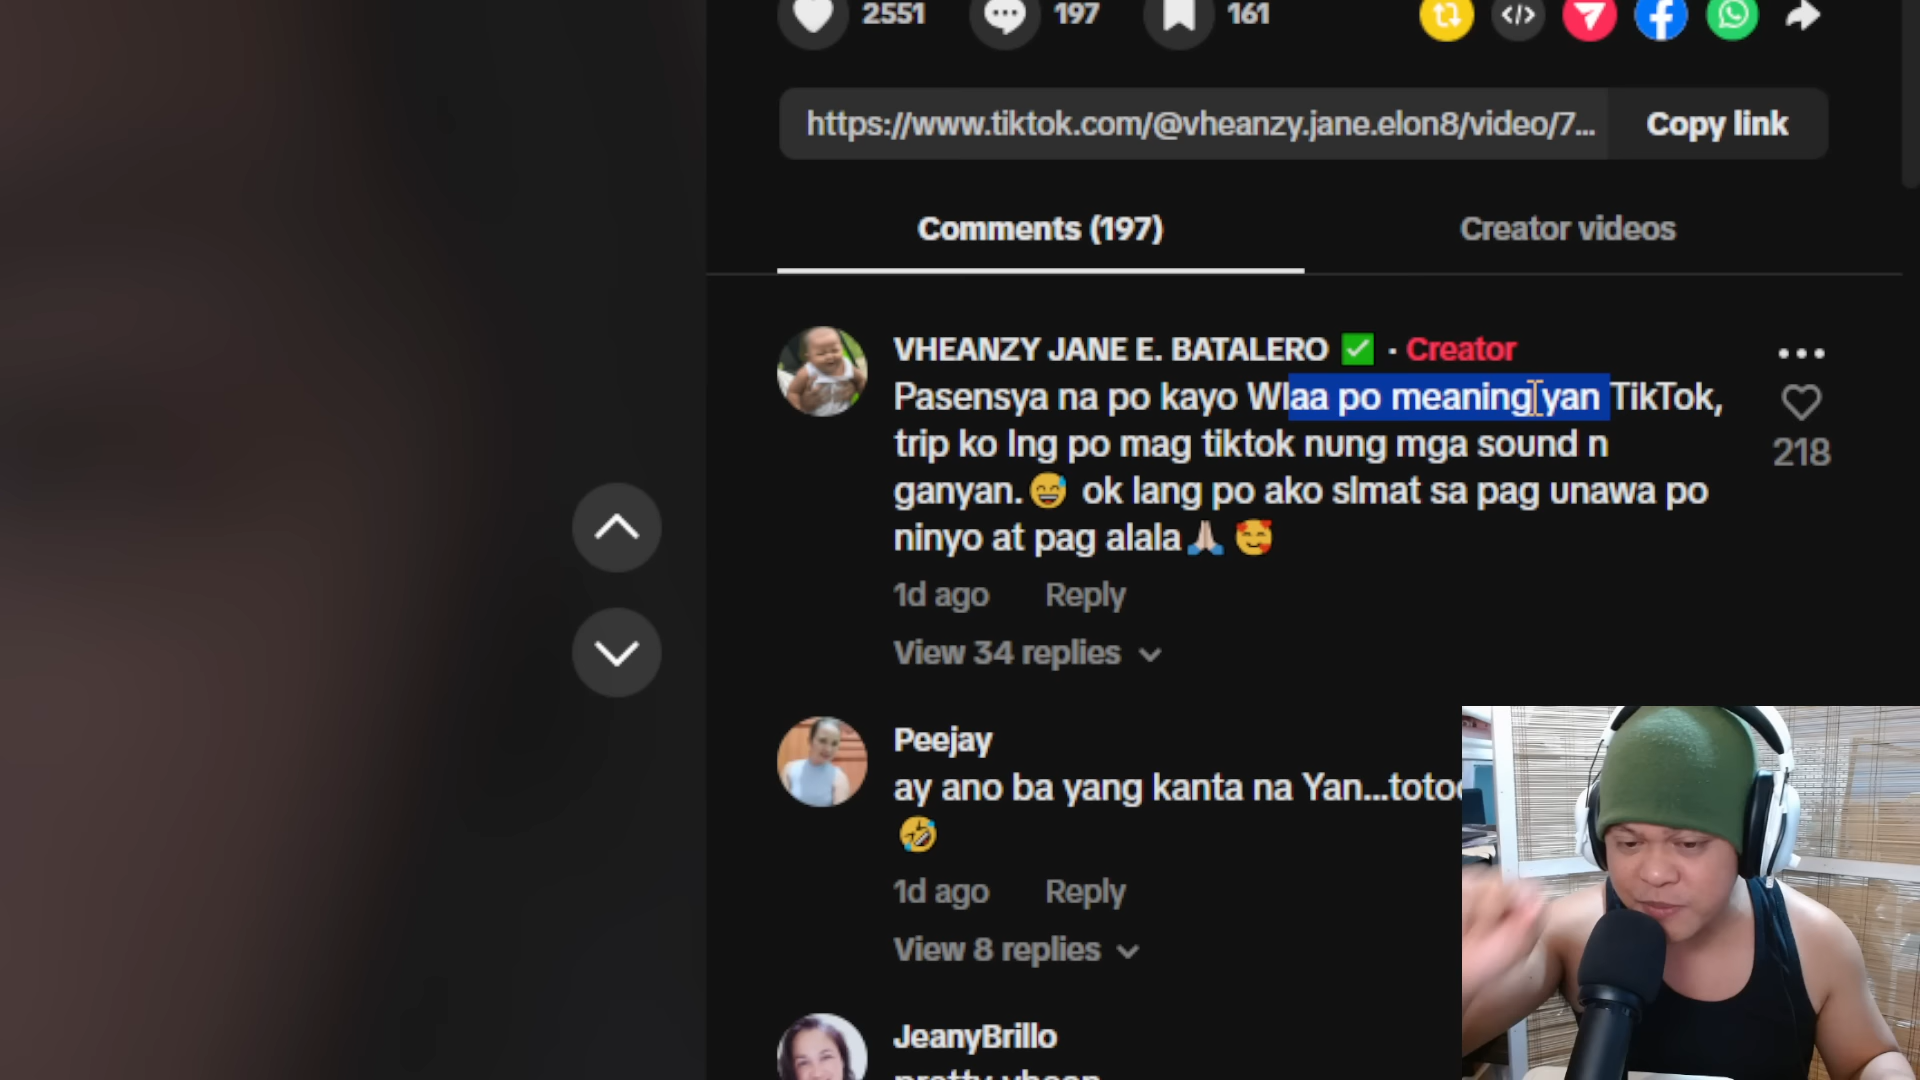 2551 197 161
https://www.tiktok.com/@vheanzy.jane.elon8/video/7... Copy link
Comments (197) Creator videos
VHEANZY JANE E. BATALERO ✅ · Creator
Pasensya na po kayo Wlaa po meaning yan TikTok,
trip ko lng po mag tiktok nung mga sound n
ganyan.😅 ok lang po ako slmat sa pag unawa po
ninyo at pag alala🙏🏻🥰
218
1d ago Reply
View 34 replies
Peejay
ay ano ba yang kanta na Yan...
🤣
1d ago Reply
View 8 replies
JeanyBrillo
pretty vhean